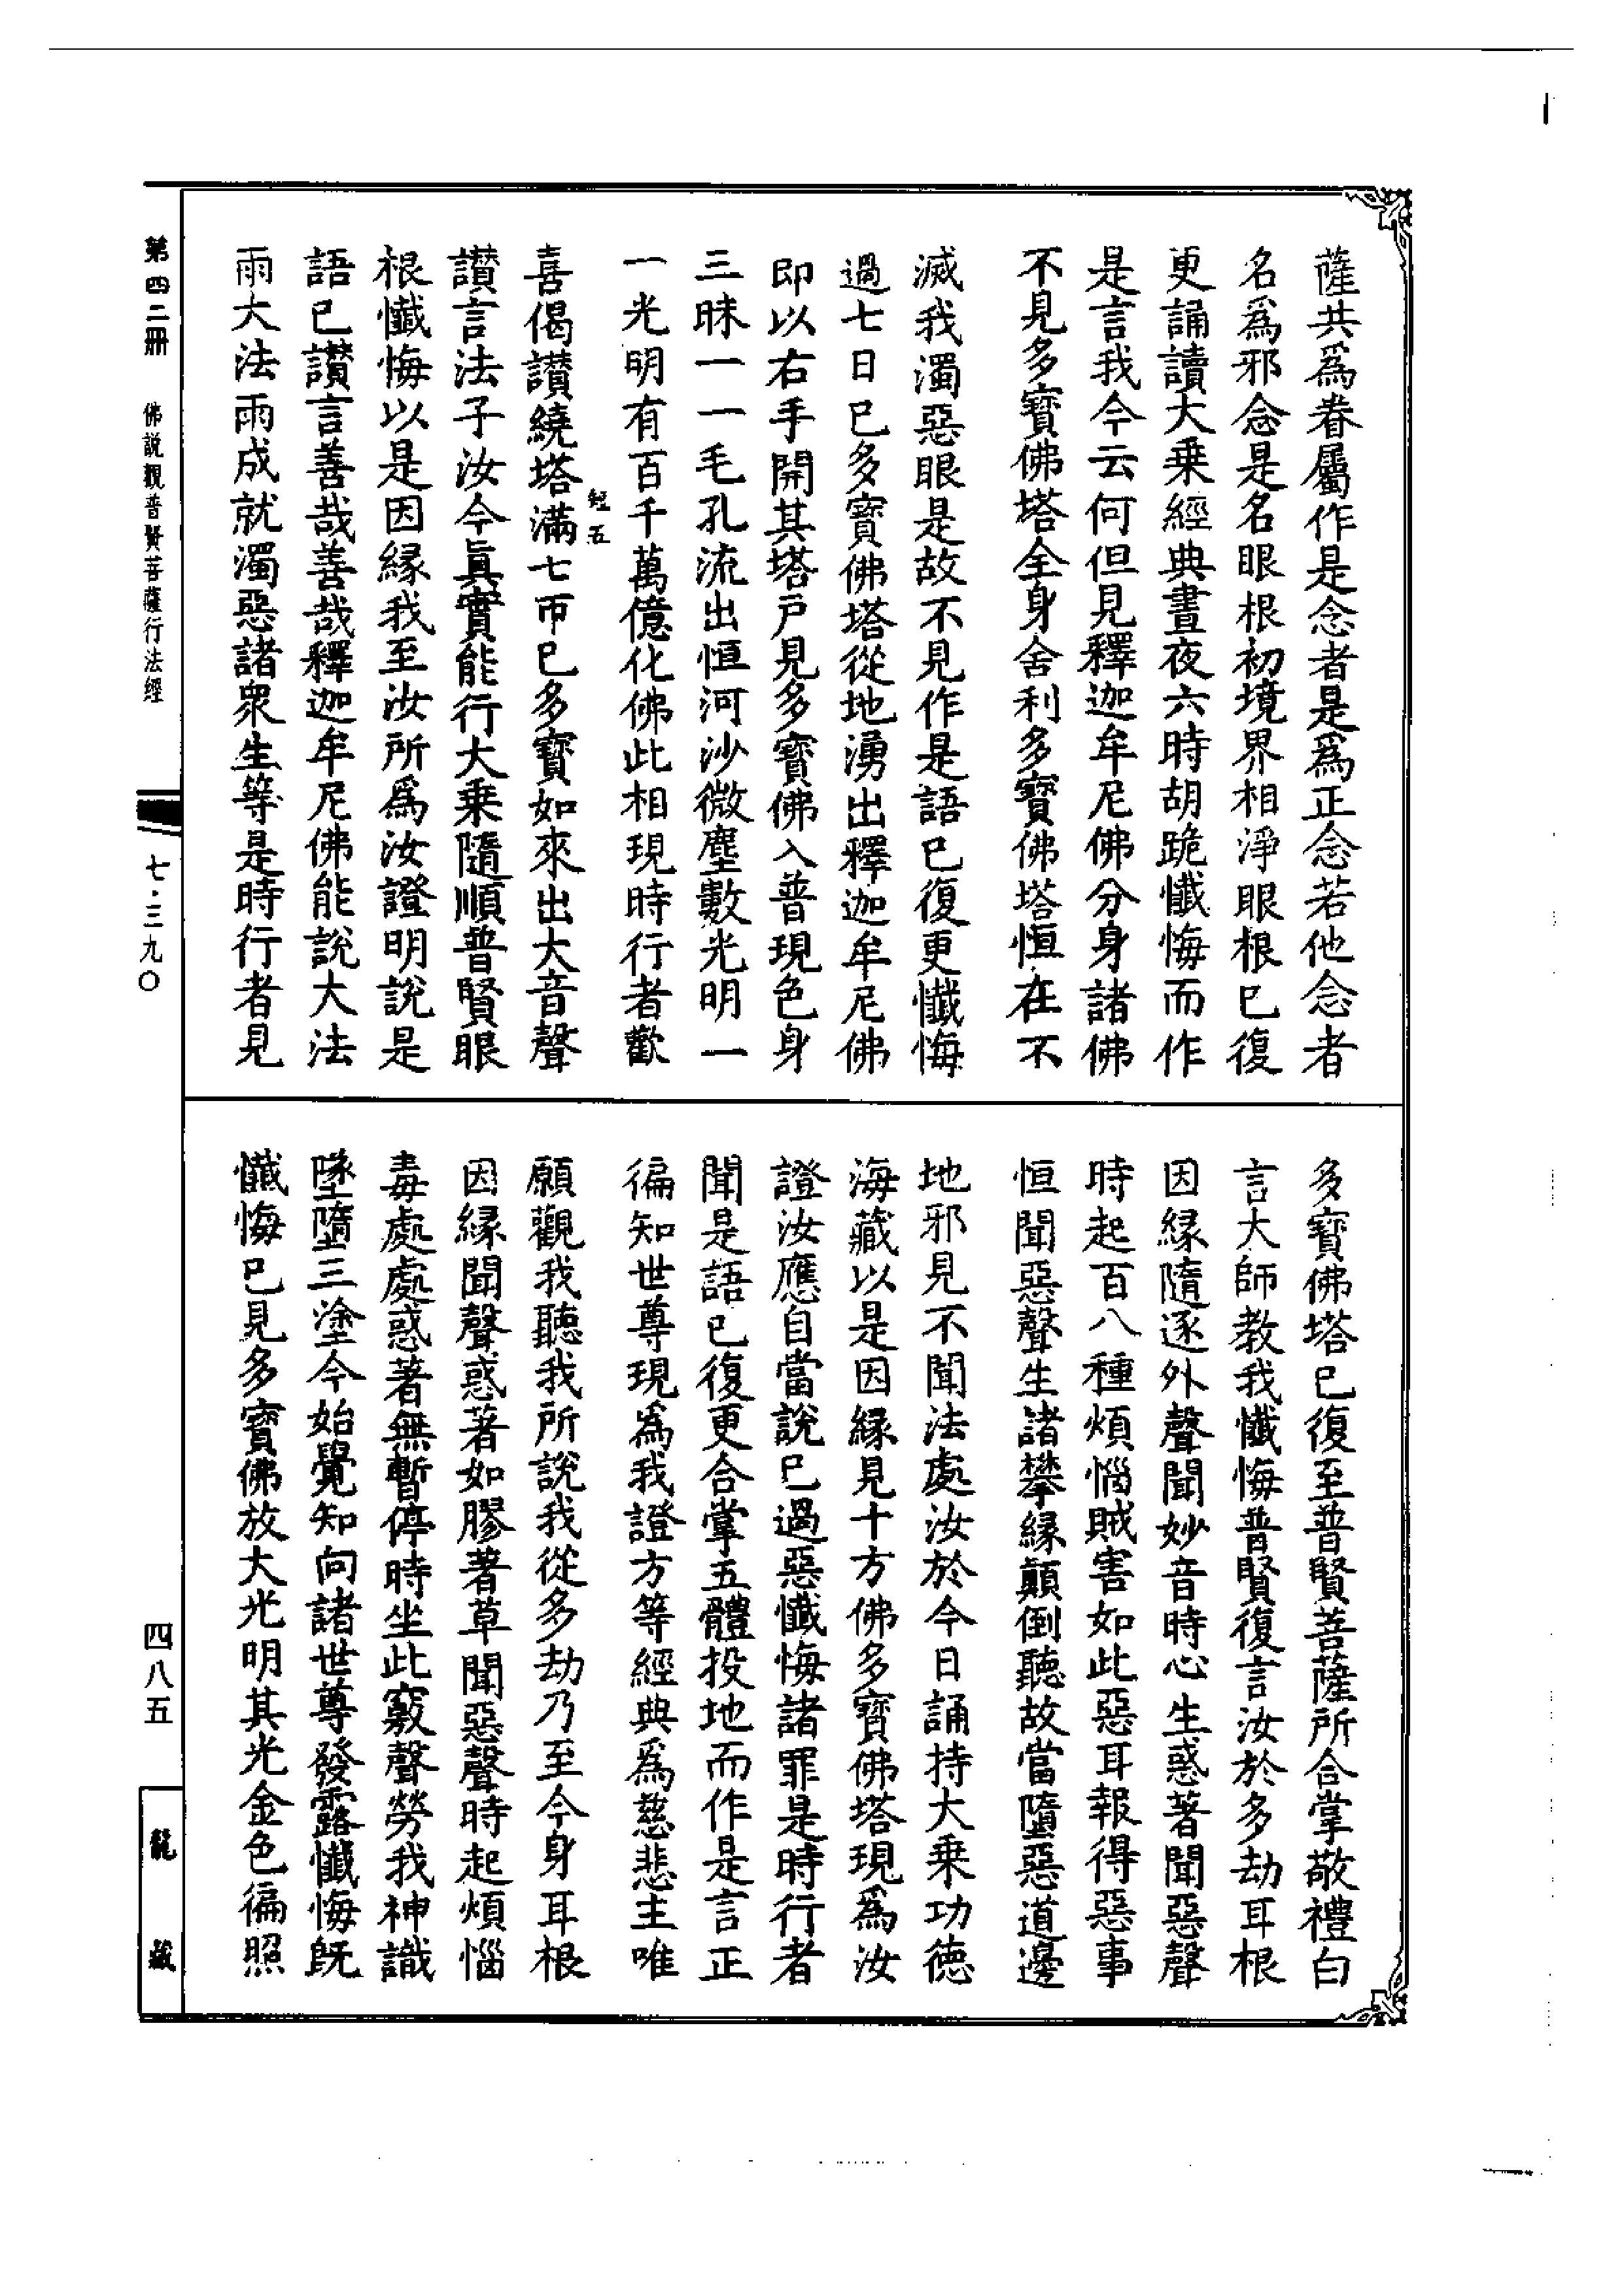 薩共爲眷屬作是念者是爲正念若他念者
名爲邪念是名眼根初境界相淨眼根已復
更誦讀大乗經典晝夜六時胡跪懺悔而作
是言我今云何但見釋迦牟尼佛分身諸佛
不見多寶佛塔全身舍利多寶佛塔恒在不
滅我濁惡眼是故不見作是語已復更懺悔
過七日已多寶佛塔從地湧出釋迦牟尼佛
即以右手開其塔戸見多寶佛入普現色身
三昧一一毛孔流出恒河沙微塵數光明一
一光明有百千萬億化佛此相現時行者歡
經五
喜偈讃繞塔滿七帀已多寶如來出大音聲
讃言法子汝今眞實能行大乗隨順普賢眼
根懺悔以是因緣我至汝所爲汝證明說是
語已讃言善哉善哉釋迦牟尼佛能說大法
雨大法雨成就濁惡諸衆生等是時行者見
多寶佛塔已復至普賢菩薩所合掌敬禮白
言大師教我懺悔普賢復言汝於多劫耳根
因緣隨逐外聲聞妙音時心生惑著聞惡聲
時起百八種煩惱賊害如此惡耳報得惡事
恒聞惡聲生諸攀緣顚倒聽故當墮惡道邊
地邪見不聞法處汝於今日誦持大乗功德
海藏以是因緣見十方佛多寶佛塔現爲汝
證汝應自當說已過惡懺悔諸罪是時行者
聞是語已復更合掌五體投地而作是言正
徧知世尊現爲我證方等經典爲慈悲主唯
願觀我聽我所說我從多劫乃至今身耳根
因緣聞聲惑著如膠著草聞惡聲時起煩惱
毒處處惑著無暫停時坐此竅聲勞我神識
墜墮三塗今始覺知向諸世尊發露懺悔旣
懺悔已見多寶佛放大光明其光金色徧照
第四二冊　佛說觀普賢菩薩行法經
七·三九〇
四八五
龍藏